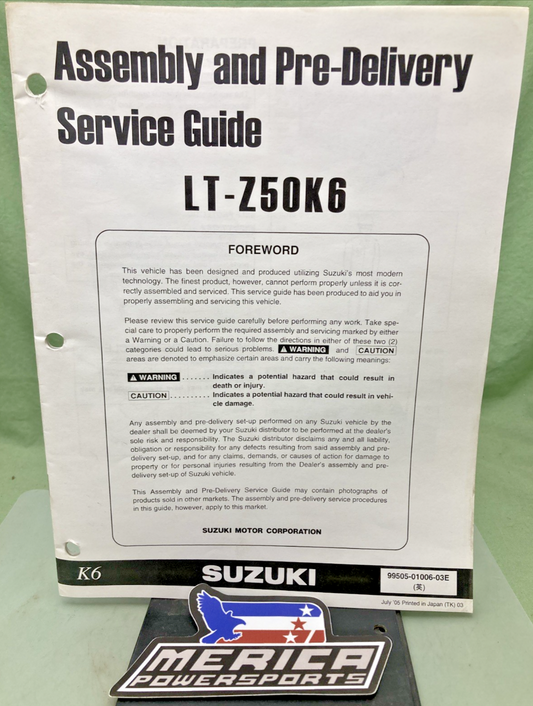 Assembly and Pre-Delivery
Service Guide
LT-Z50K6
FOREWORD
This vehicle has been designed and produced utilizing Suzuki's most modern
technology. The finest product, however, cannot perform properly unless it is cor-
rectly assembled and serviced. This service guide has been produced to aid you in
properly assembling and servicing this vehicle.
Please review this service guide carefully before performing any work. Take spe-
cial care to properly perform the required assembly and servicing marked by either
a Warning or a Caution. Failure to follow the directions in either of these two (2)
categories could lead to serious problems. ⚠ WARNING and CAUTION
areas are denoted to emphasize certain areas and carry the following meanings:
⚠ WARNING ....... Indicates a potential hazard that could result in
death or injury.
CAUTION .......... Indicates a potential hazard that could result in vehi-
cle damage.
Any assembly and pre-delivery set-up performed on any Suzuki vehicle by the
dealer shall be deemed by your Suzuki distributor to be performed at the dealer's
sole risk and responsibility. The Suzuki distributor disclaims any and all liability,
obligation or responsibility for any defects resulting from said assembly and pre-
delivery set-up, and for any claims, demands, or causes of action for damage to
property or for personal injuries resulting from the Dealer's assembly and pre-
delivery set-up of Suzuki vehicle.
This Assembly and Pre-Delivery Service Guide may contain photographs of
products sold in other markets. The assembly and pre-delivery service procedures
in this guide, however, apply to this market.
SUZUKI MOTOR CORPORATION
K6 SUZUKI 99505-01006-03E
(英)
July '05 Printed in Japan (TK) 03
MERICA
POWERSPORTS